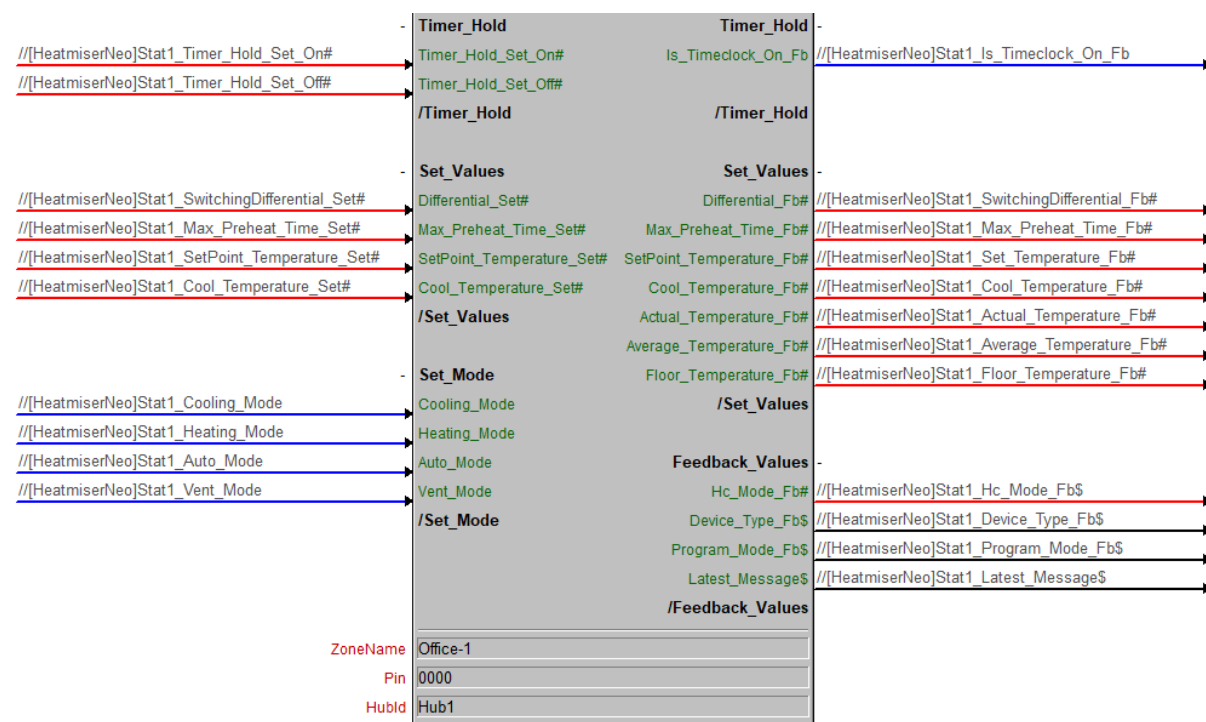 - Timer_Hold Timer_Hold -
//[HeatmiserNeo]Stat1_Timer_Hold_Set_On# Timer_Hold_Set_On# Is_Timeclock_On_Fb //[HeatmiserNeo]Stat1_Is_Timeclock_On_Fb
//[HeatmiserNeo]Stat1_Timer_Hold_Set_Off# Timer_Hold_Set_Off#
/Timer_Hold /Timer_Hold
- Set_Values Set_Values -
//[HeatmiserNeo]Stat1_SwitchingDifferential_Set# Differential_Set# Differential_Fb# //[HeatmiserNeo]Stat1_SwitchingDifferential_Fb#
//[HeatmiserNeo]Stat1_Max_Preheat_Time_Set# Max_Preheat_Time_Set# Max_Preheat_Time_Fb# //[HeatmiserNeo]Stat1_Max_Preheat_Time_Fb#
//[HeatmiserNeo]Stat1_SetPoint_Temperature_Set# SetPoint_Temperature_Set# SetPoint_Temperature_Fb# //[HeatmiserNeo]Stat1_Set_Temperature_Fb#
//[HeatmiserNeo]Stat1_Cool_Temperature_Set# Cool_Temperature_Set# Cool_Temperature_Fb# //[HeatmiserNeo]Stat1_Cool_Temperature_Fb#
/Set_Values Actual_Temperature_Fb# //[HeatmiserNeo]Stat1_Actual_Temperature_Fb#
Average_Temperature_Fb# //[HeatmiserNeo]Stat1_Average_Temperature_Fb#
- Set_Mode Floor_Temperature_Fb# //[HeatmiserNeo]Stat1_Floor_Temperature_Fb#
//[HeatmiserNeo]Stat1_Cooling_Mode Cooling_Mode /Set_Values
//[HeatmiserNeo]Stat1_Heating_Mode Heating_Mode
//[HeatmiserNeo]Stat1_Auto_Mode Auto_Mode Feedback_Values -
//[HeatmiserNeo]Stat1_Vent_Mode Vent_Mode Hc_Mode_Fb# //[HeatmiserNeo]Stat1_Hc_Mode_Fb$
/Set_Mode Device_Type_Fb$ //[HeatmiserNeo]Stat1_Device_Type_Fb$
Program_Mode_Fb$ //[HeatmiserNeo]Stat1_Program_Mode_Fb$
Latest_Message$ //[HeatmiserNeo]Stat1_Latest_Message$
/Feedback_Values
ZoneName Office-1
Pin 0000
HubId Hub1